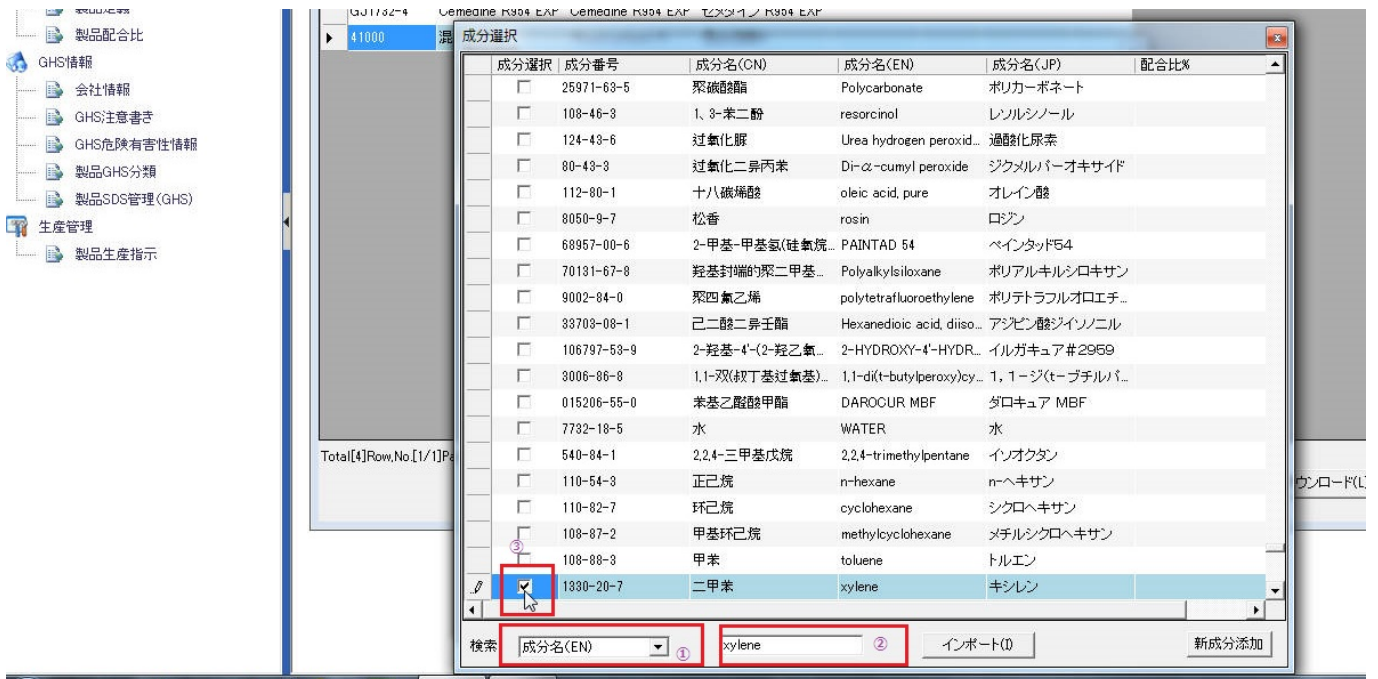 製品配合比
GHS情報
会社情報
GHS注意書き
GHS危険有害性情報
製品GHS分類
製品SDS管理(GHS)
生産管理
製品生産指示
GJ1732-4 Cemedine R954 EXP Cemedine R954 EXP セメダイン R954 EXP
41000 混
成分選択
成分選択 成分番号 成分名(CN) 成分名(EN) 成分名(JP) 配合比%
25971-63-5 聚碳酸酯 Polycarbonate ポリカーボネート
108-46-3 1、3-苯二酚 resorcinol レソルシノール
124-43-6 过氧化脲 Urea hydrogen peroxid... 過酸化尿素
80-43-3 过氧化二异丙苯 Di-α-cumyl peroxide ジクメルパーオキサイド
112-80-1 十八碳烯酸 oleic acid, pure オレイン酸
8050-9-7 松香 rosin ロジン
68957-00-6 2-甲基-甲基氢(硅氧烷... PAINTAD 54 ペインタッド54
70131-67-8 羟基封端的聚二甲基... Polyalkylsiloxane ポリアルキルシロキサン
9002-84-0 聚四氟乙烯 polytetrafluoroethylene ポリテトラフルオロエチ...
33703-08-1 己二酸二异壬酯 Hexanedioic acid, diiso... アジピン酸ジイソノニル
106797-53-9 2-羟基-4'-(2-羟乙氧... 2-HYDROXY-4'-HYDR... イルガキュア#2959
3006-86-8 1,1-双(叔丁基过氧基)... 1,1-di(t-butylperoxy)cy... 1,1-ジ(t-ブチルパ...
015206-55-0 苯基乙醛酸甲酯 DAROCUR MBF ダロキュア MBF
7732-18-5 水 WATER 水
540-84-1 2,2,4-三甲基戊烷 2,2,4-trimethylpentane イソオクダン
110-54-3 正己烷 n-hexane n-ヘキサン
110-82-7 环己烷 cyclohexane シクロヘキサン
108-87-2 甲基环己烷 methylcyclohexane メチルシクロヘキサン
③
108-88-3 甲苯 toluene トルエン
1330-20-7 二甲苯 xylene キシレン
検索 成分名(EN) ① xylene ② インポート(I) 新成分添加
Total[4]Row,No.[1/1]Pa
ウンロード(L)